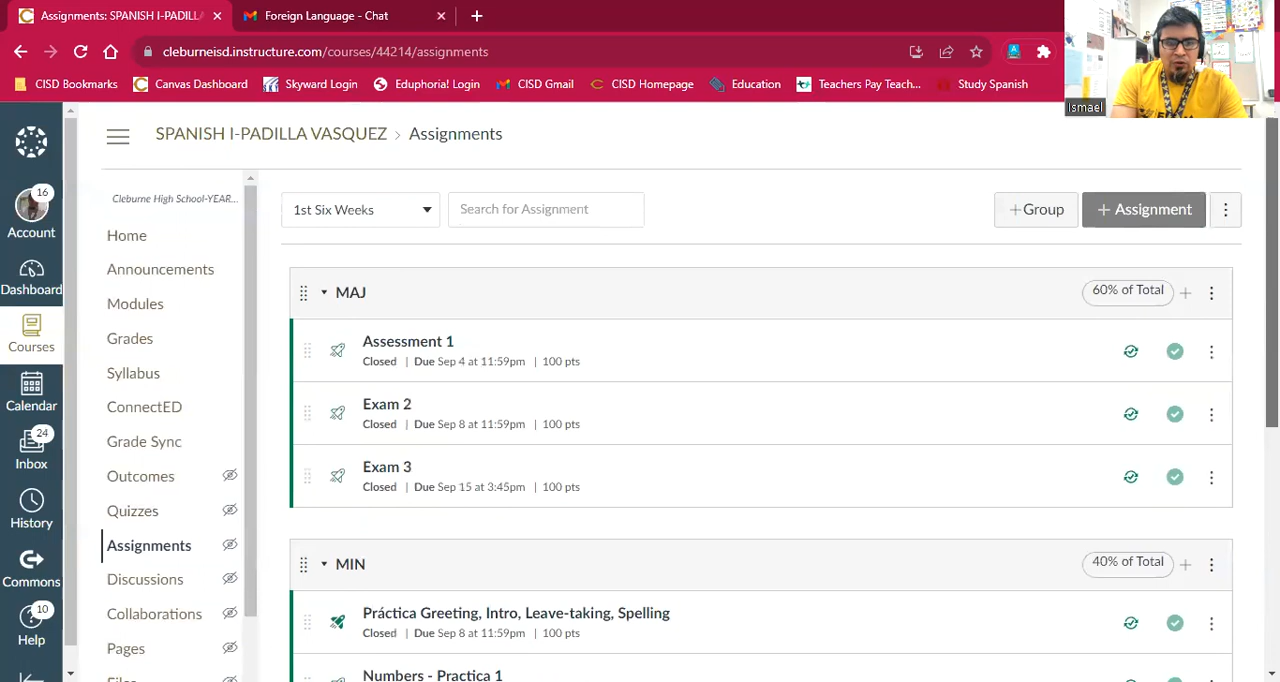 Assignments: SPANISH I-PADILL
Foreign Language - Chat
cleburneisd.instructure.com/courses/44214/assignments
CISD Bookmarks Canvas Dashboard Skyward Login Eduphoria! Login CISD Gmail CISD Homepage Education Teachers Pay Teach... Study Spanish
Ismael
SPANISH I-PADILLA VASQUEZ > Assignments
16
Account
Dashboard
Courses
Calendar
24
Inbox
History
Commons
10
Help
Cleburne High School-YEAR...
Home
Announcements
Modules
Grades
Syllabus
ConnectED
Grade Sync
Outcomes
Quizzes
Assignments
Discussions
Collaborations
Pages
1st Six Weeks
Search for Assignment
+Group
+ Assignment
MAJ
60% of Total
Assessment 1
Closed | Due Sep 4 at 11:59pm | 100 pts
Exam 2
Closed | Due Sep 8 at 11:59pm | 100 pts
Exam 3
Closed | Due Sep 15 at 3:45pm | 100 pts
MIN
40% of Total
Práctica Greeting, Intro, Leave-taking, Spelling
Closed | Due Sep 8 at 11:59pm | 100 pts
Numbers - Practica 1